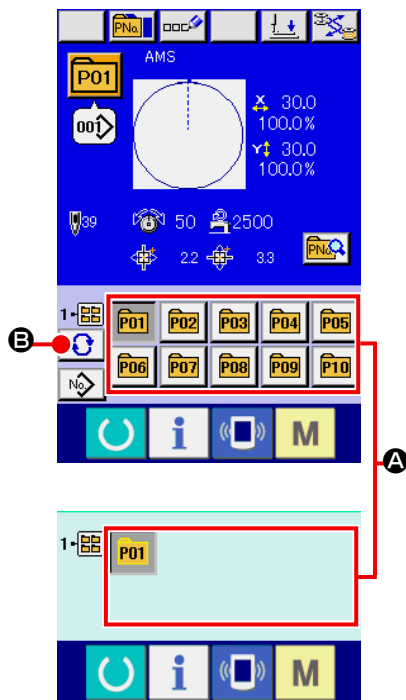 PNo.
AMS
P01
001
X 30.0
100.0%
Y 30.0
100.0%
39 50 2500
2.2 3.3 PNo.
1
P01 P02 P03 P04 P05
B
P06 P07 P08 P09 P10
No.
i M
A
1
P01
i M